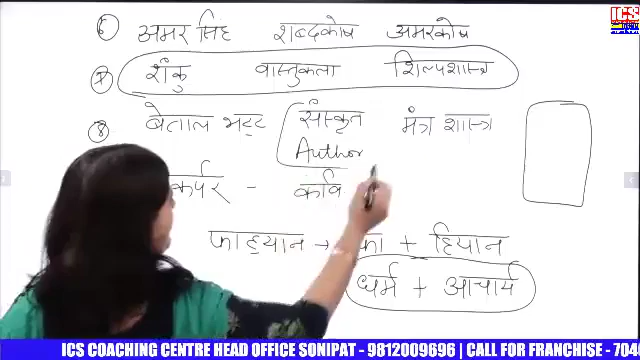 ICS
⑥ अमर सिंह शब्दकोष अमरकोष
⑦ शंकु वास्तुकला शिल्पशास्त्र
⑧ बेताल भट्ट संस्कृत मंत्र शास्त्र
Author
कर्पर - कवि
फाह्यान → फा + हियान
धर्म + आचार्य
ICS COACHING CENTRE HEAD OFFICE SONIPAT - 9812009696 | CALL FOR FRANCHISE - 704